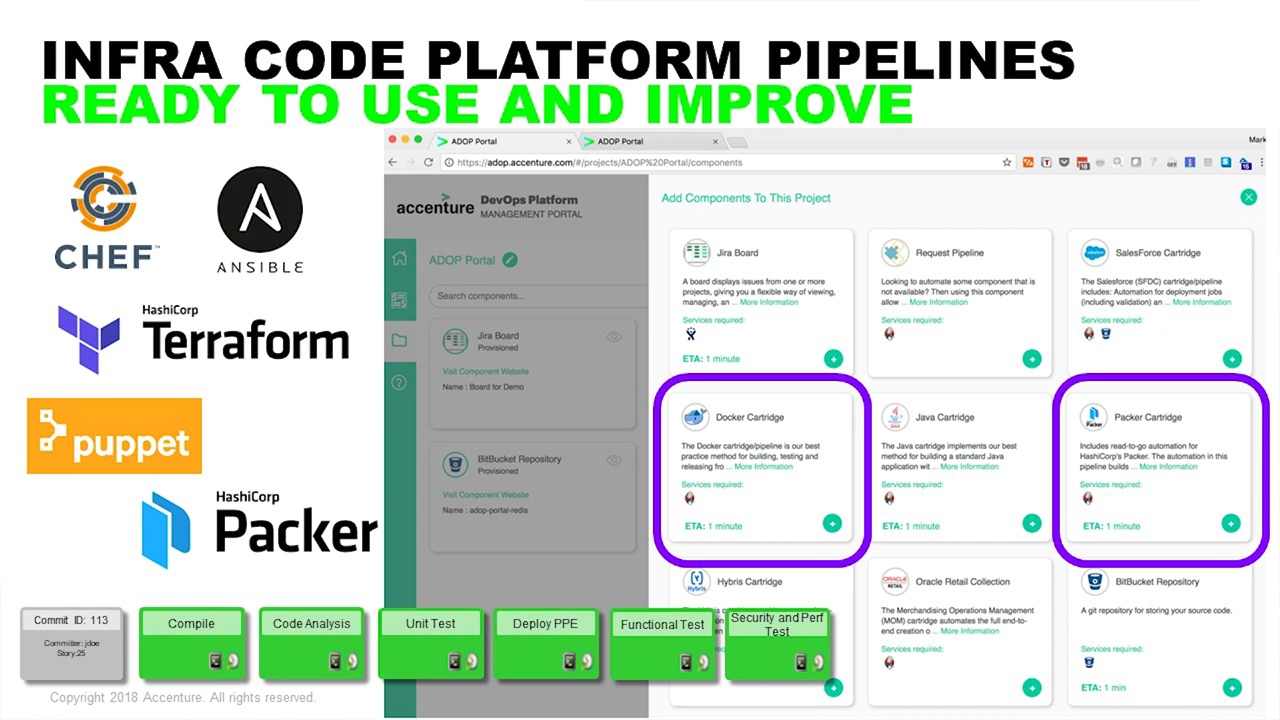 INFRA CODE PLATFORM PIPELINES
READY TO USE AND IMPROVE
CHEF™
ANSIBLE
HashiCorp
Terraform
puppet
HashiCorp
Packer
ADOP Portal
ADOP Portal
Mark
https://adop.accenture.com/#/projects/ADOP%20Portal/components
accenture
DevOps Platform
MANAGEMENT PORTAL
ADOP Portal
Search components...
Jira Board
Provisioned
Visit Component Website
Name : Board for Demo
BitBucket Repository
Provisioned
Visit Component Website
Name : adop-portal-redis
Add Components To This Project
Jira Board
A board displays issues from one or more
projects, giving you a flexible way of viewing,
managing, an ... More Information
Services required:
ETA: 1 minute
Request Pipeline
Looking to automate some component that is
not available? Then using this component
allow ... More Information
Services required:
SalesForce Cartridge
The Salesforce (SFDC) cartridge/pipeline
includes: Automation for deployment jobs
(including validation) an ... More Information
Services required:
ETA: 1 minute
Docker Cartridge
The Docker cartridge/pipeline is our best
practice method for building, testing and
releasing fro ... More Information
Services required:
ETA: 1 minute
Java Cartridge
The Java cartridge implements our best
method for building a standard Java
application wit ... More Information
Services required:
ETA: 1 minute
Packer Cartridge
Includes read-to-go automation for
HashiCorp's Packer. The automation in this
pipeline builds ... More Information
Services required:
ETA: 1 minute
Hybris
Hybris Cartridge
ORACLE
RETAIL
Oracle Retail Collection
The Merchandising Operations Management
(MOM) cartridge automates the full end-to-
end creation o ... More Information
Services required:
ETA: 1 minute
BitBucket Repository
A git repository for storing your source code.
Services required:
ETA: 1 min
Commit ID: 113
Committer: jdoe
Story:25
Compile
Code Analysis
Unit Test
Deploy PPE
Functional Test
Security and Perf
Test
Copyright 2018 Accenture. All rights reserved.